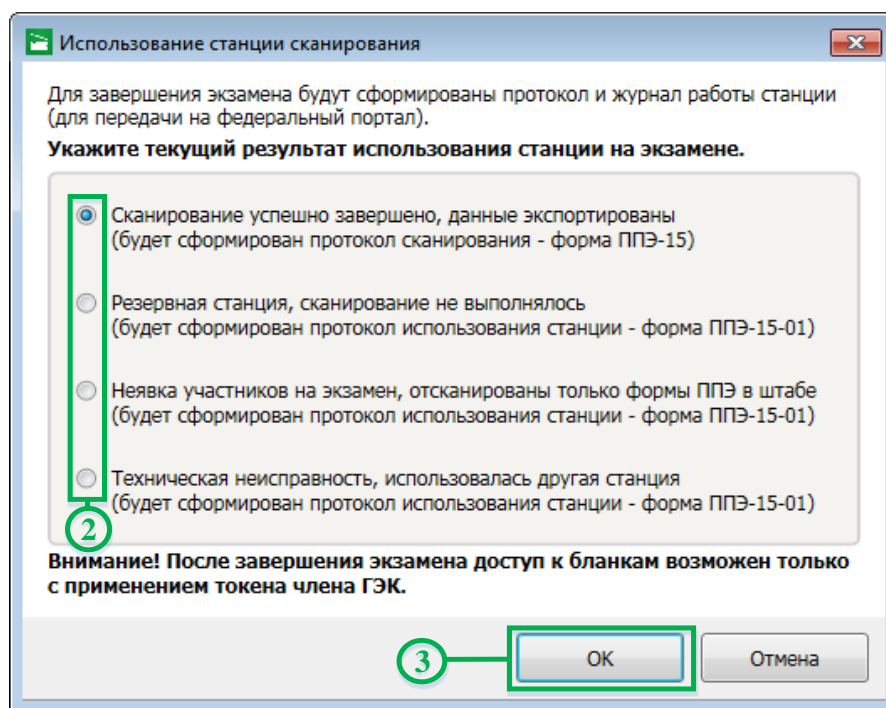 Использование станции сканирования
Для завершения экзамена будут сформированы протокол и журнал работы станции
(для передачи на федеральный портал).
Укажите текущий результат использования станции на экзамене.
Сканирование успешно завершено, данные экспортированы
(будет сформирован протокол сканирования - форма ППЭ-15)
Резервная станция, сканирование не выполнялось
(будет сформирован протокол использования станции - форма ППЭ-15-01)
Неявка участников на экзамен, отсканированы только формы ППЭ в штабе
(будет сформирован протокол использования станции - форма ППЭ-15-01)
Техническая неисправность, использовалась другая станция
(будет сформирован протокол использования станции - форма ППЭ-15-01)
2
Внимание! После завершения экзамена доступ к бланкам возможен только
с применением токена члена ГЭК.
3
ОК
Отмена